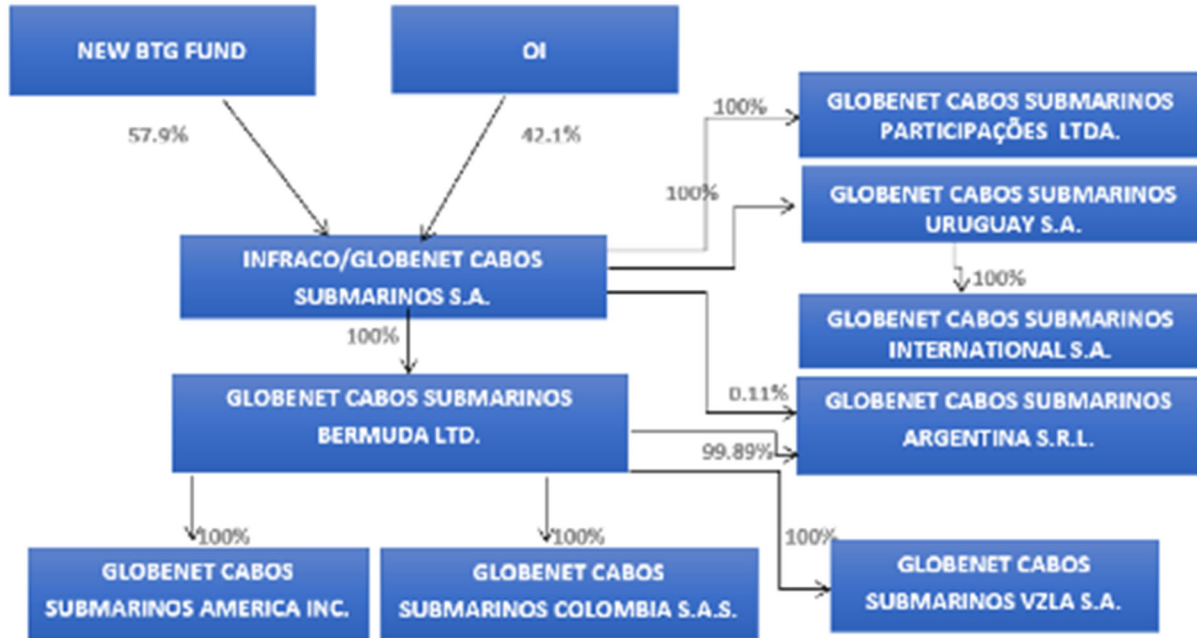 NEW BTG FUND
OI
57.9%
42.1%
100%
GLOBENET CABOS SUBMARINOS
PARTICIPAÇÕES LTDA.
100%
GLOBENET CABOS SUBMARINOS
URUGUAY S.A.
INFRACO/GLOBENET CABOS
SUBMARINOS S.A.
100%
100%
GLOBENET CABOS SUBMARINOS
INTERNATIONAL S.A.
GLOBENET CABOS SUBMARINOS
BERMUDA LTD.
0.11%
GLOBENET CABOS SUBMARINOS
ARGENTINA S.R.L.
99.89%
100%
100%
100%
GLOBENET CABOS
SUBMARINOS AMERICA INC.
GLOBENET CABOS
SUBMARINOS COLOMBIA S.A.S.
GLOBENET CABOS
SUBMARINOS VZLA S.A.